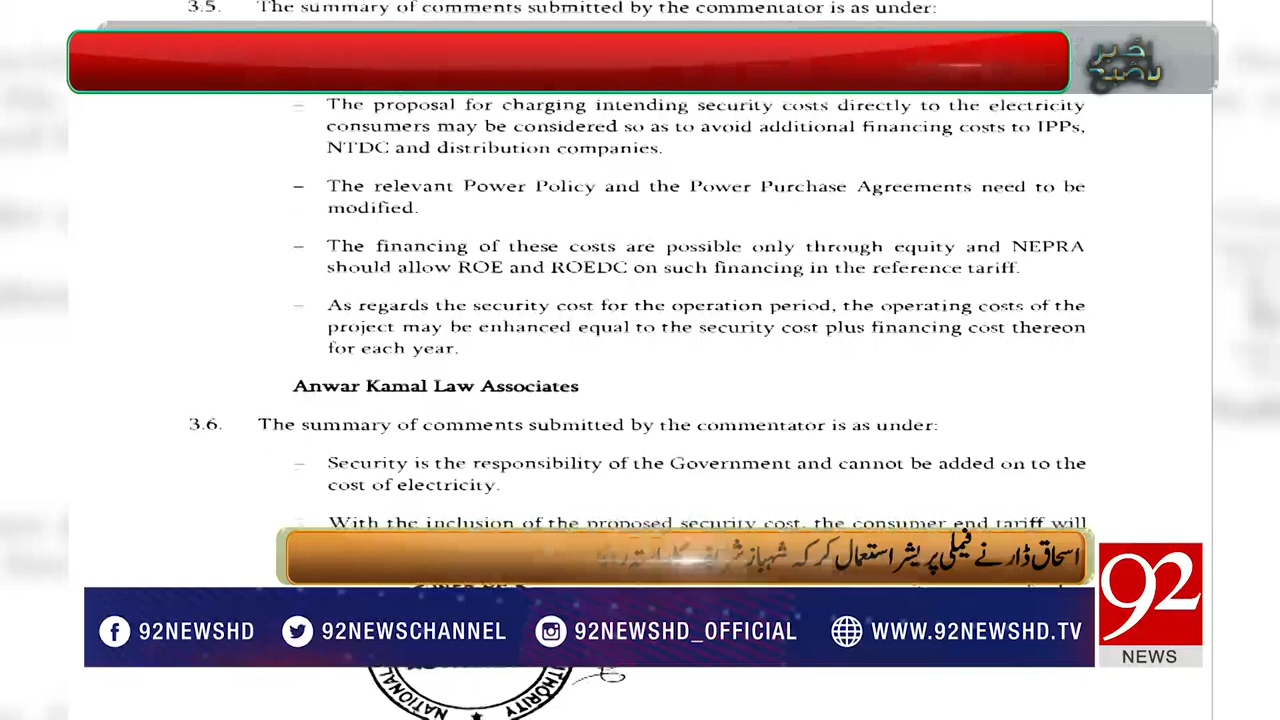 3.5. The summary of comments submitted by the commentator is as under:
– The proposal for charging intending security costs directly to the electricity
consumers may be considered so as to avoid additional financing costs to IPPs,
NTDC and distribution companies.
– The relevant Power Policy and the Power Purchase Agreements need to be
modified.
– The financing of these costs are possible only through equity and NEPRA
should allow ROE and ROEDC on such financing in the reference tariff.
– As regards the security cost for the operation period, the operating costs of the
project may be enhanced equal to the security cost plus financing cost thereon
for each year.
Anwar Kamal Law Associates
3.6. The summary of comments submitted by the commentator is as under:
– Security is the responsibility of the Government and cannot be added on to the
cost of electricity.
With the inclusion of the proposed security cost, the consumer end tariff will
اسحاق ڈار نے فیملی پریشر استعمال کر کہ شہباز
92NEWSHD 92NEWSCHANNEL 92NEWSHD_OFFICIAL WWW.92NEWSHD.TV
92
NEWS
NATIONAL